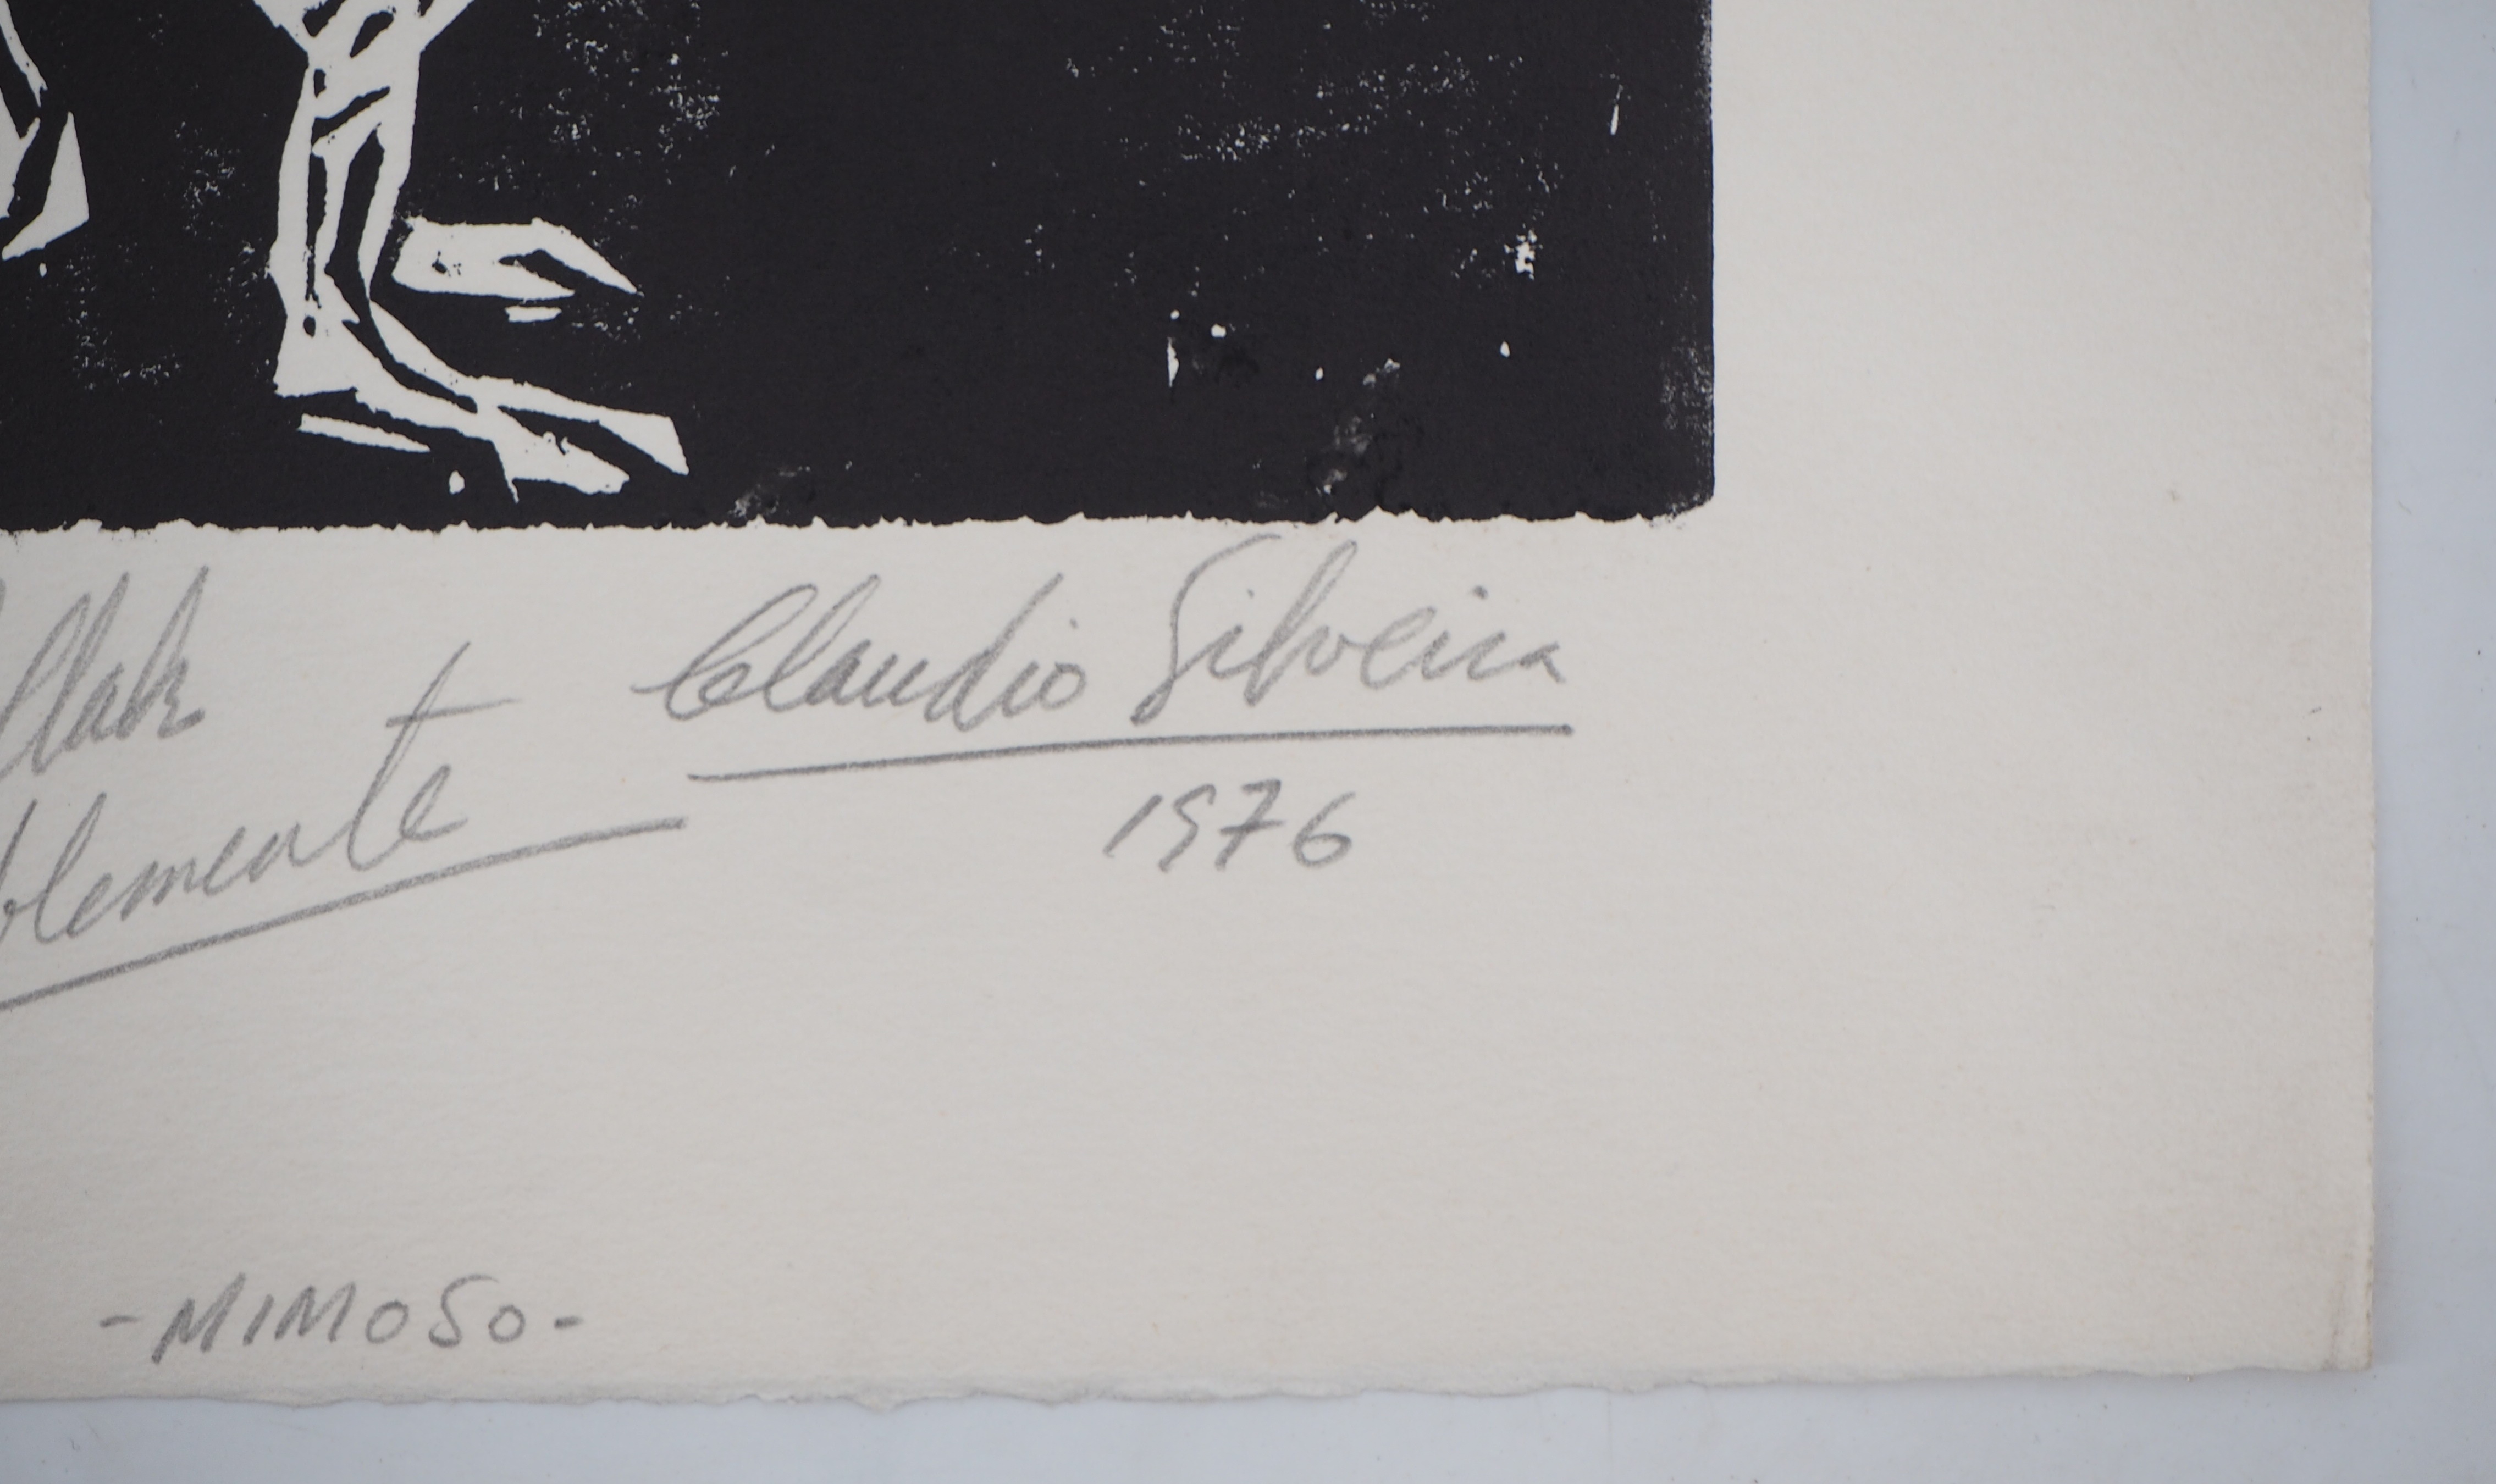 Claudio Silveira
1976
-MIMOSO-